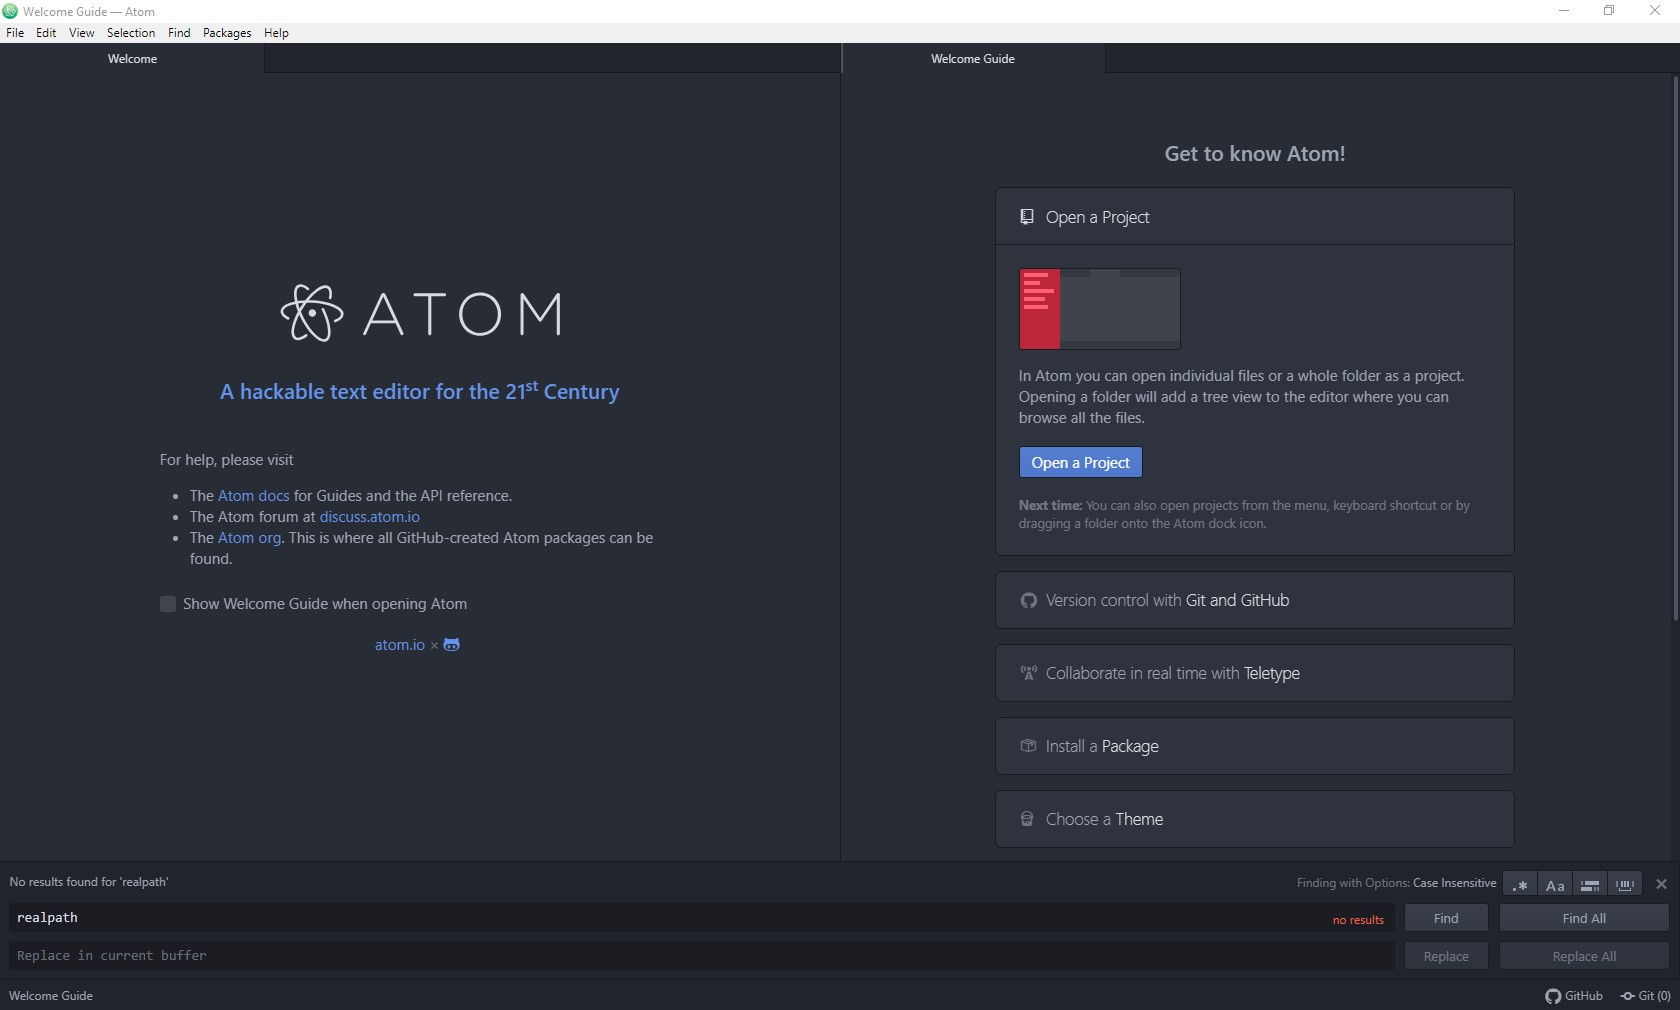 Welcome Guide — Atom
File Edit View Selection Find Packages Help
Welcome
Welcome Guide
ATOM
A hackable text editor for the 21st Century
For help, please visit
• The Atom docs for Guides and the API reference.
• The Atom forum at discuss.atom.io
• The Atom org. This is where all GitHub-created Atom packages can be
found.
Show Welcome Guide when opening Atom
atom.io ×
Get to know Atom!
Open a Project
In Atom you can open individual files or a whole folder as a project.
Opening a folder will add a tree view to the editor where you can
browse all the files.
Open a Project
Next time: You can also open projects from the menu, keyboard shortcut or by
dragging a folder onto the Atom dock icon.
Version control with Git and GitHub
Collaborate in real time with Teletype
Install a Package
Choose a Theme
No results found for 'realpath'
Finding with Options: Case Insensitive
.* Aa
realpath
no results
Find
Find All
Replace in current buffer
Replace
Replace All
Welcome Guide
GitHub
Git (0)